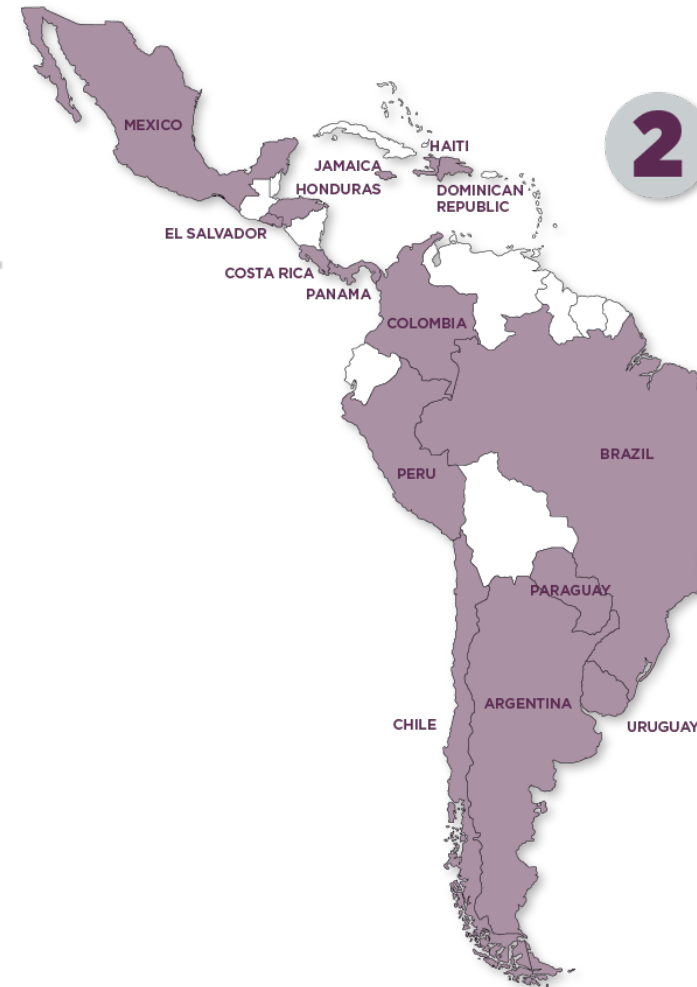 2
MEXICO
HAITI
JAMAICA
HONDURAS
DOMINICAN
REPUBLIC
EL SALVADOR
COSTA RICA
PANAMA
COLOMBIA
BRAZIL
PERU
PARAGUAY
ARGENTINA
CHILE
URUGUAY